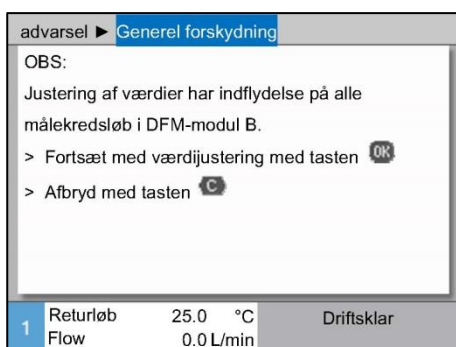 advarsel ► Generel forskydning
OBS:
Justering af værdier har indflydelse på alle
målekredsløb i DFM-modul B.
> Fortsæt med værdijustering med tasten OK
> Afbryd med tasten C
1 Returløb 25.0 °C Driftsklar
Flow 0.0 L/min